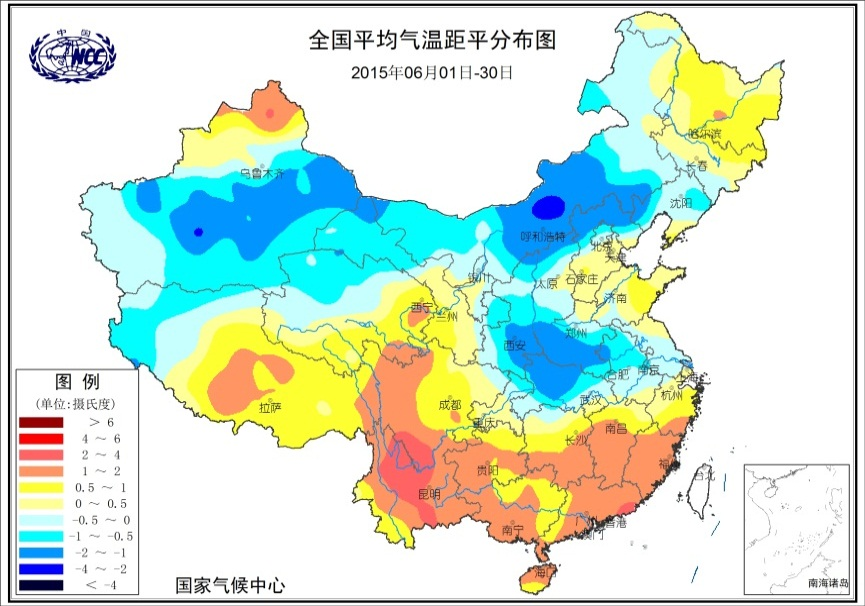 全国平均气温距平分布图
2015年06月01日-30日
中国
NCC
哈尔滨
长春
乌鲁木齐
沈阳
呼和浩特
北京
天津
银川
太原
石家庄
济南
西宁
兰州
西安
郑州
合肥
南京
上海
武汉
杭州
拉萨
成都
重庆
长沙
南昌
贵阳
昆明
台北
南宁
香港
澳门
海口
图 例
(单位:摄氏度)
> 6
4 ~ 6
2 ~ 4
1 ~ 2
0.5 ~ 1
0 ~ 0.5
-0.5 ~ 0
-1 ~ -0.5
-2 ~ -1
-4 ~ -2
< -4
国家气候中心
南海诸岛